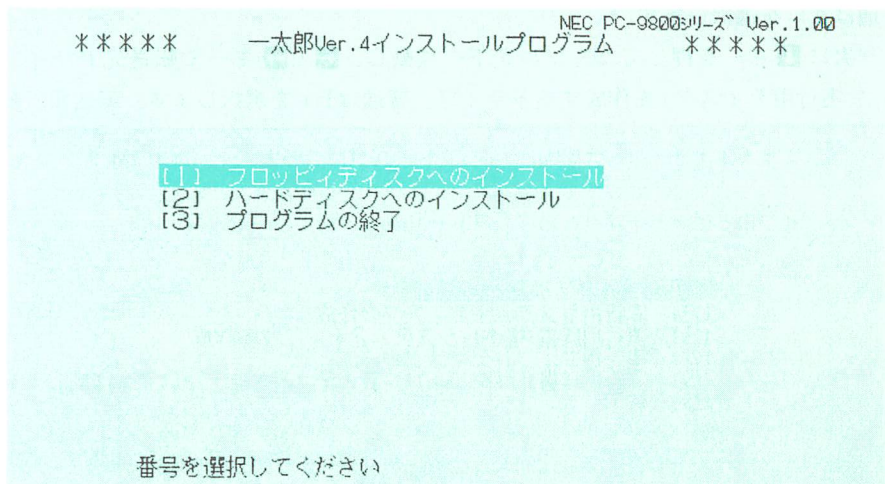 NEC PC-9800ｼﾘｰｽﾞ Ver.1.00
＊＊＊＊＊ 一太郎Ver.4インストールプログラム ＊＊＊＊＊
[1] フロッピィディスクへのインストール
[2] ハードディスクへのインストール
[3] プログラムの終了
番号を選択してください